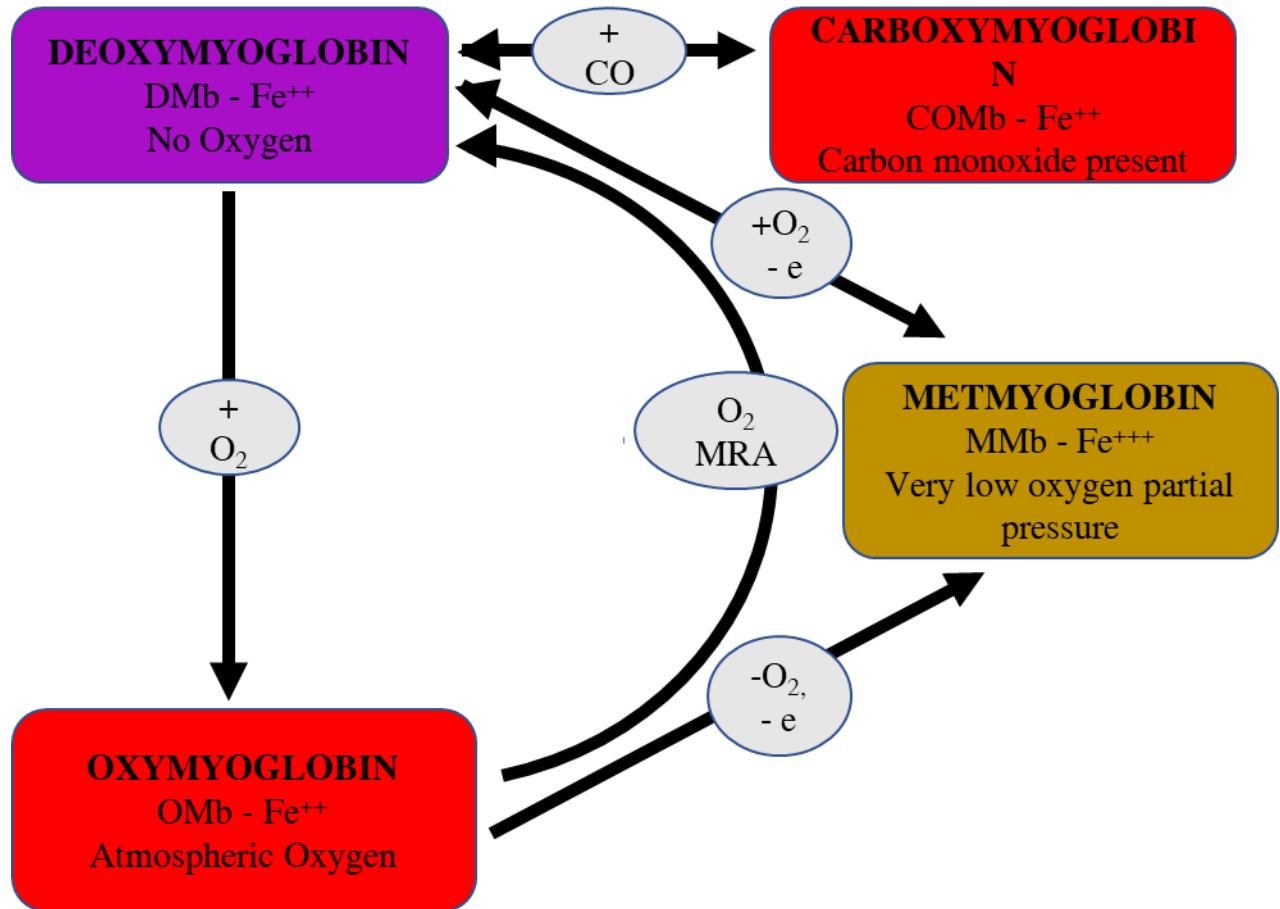 DEOXYMYOGLOBIN
DMb - Fe⁺⁺
No Oxygen
+
CO
CARBOXYMYOGLOBI
N
COMb - Fe⁺⁺
Carbon monoxide present
+O₂
- e
+
O₂
O₂
MRA
METMYOGLOBIN
MMb - Fe⁺⁺⁺
Very low oxygen partial
pressure
-O₂,
- e
OXYMYOGLOBIN
OMb - Fe⁺⁺
Atmospheric Oxygen